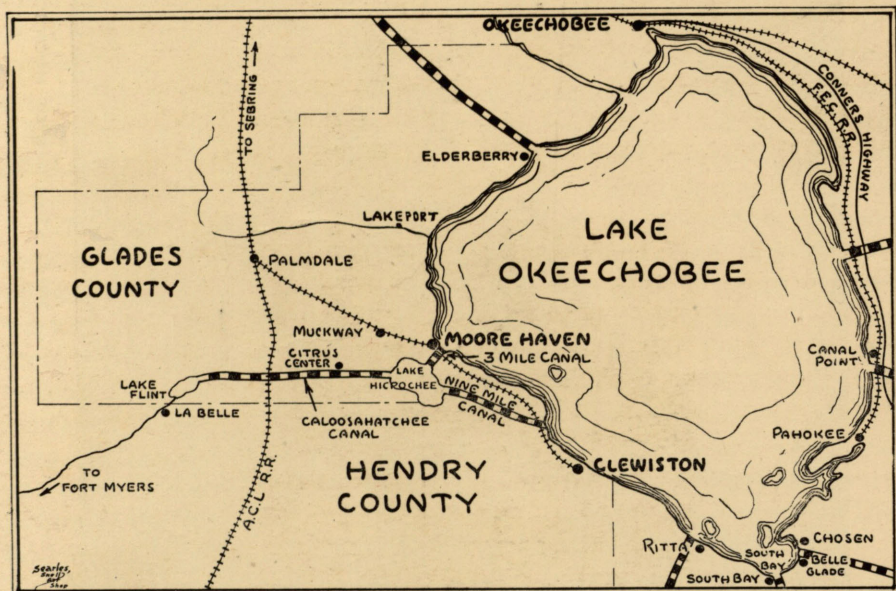 OKEECHOBEE
TO SEBRING
CONNERS HIGHWAY
F.E.C. R.R.
ELDERBERRY
LAKEPORT
LAKE
OKEECHOBEE
GLADES
COUNTY
PALMDALE
MUCKWAY
MOORE HAVEN
3 MILE CANAL
CITRUS
CENTER
LAKE
HICPOCHEE
NINE MILE
CANAL
CANAL
POINT
LAKE
FLINT
LA BELLE
CALOOSAHATCHEE
CANAL
PAHOKEE
TO
FORT MYERS
A.C.L. R.R.
HENDRY
COUNTY
CLEWISTON
RITTA
SOUTH
BAY
CHOSEN
BELLE
GLADE
SOUTH BAY
Searles,
Shop